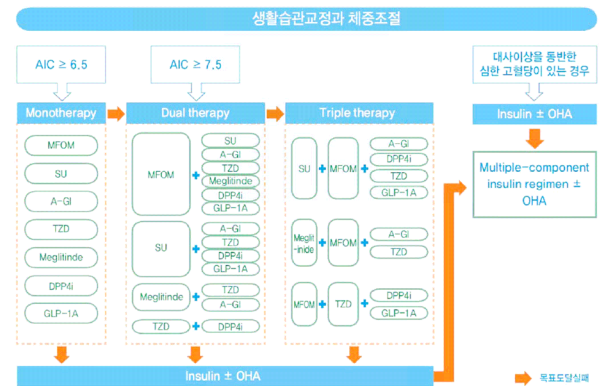 생활습관교정과 체중조절
AIC ≥ 6.5
AIC ≥ 7.5
대사이상을 동반한
심한 고혈당이 있는 경우
Monotherapy
Dual therapy
Triple therapy
Insulin ± OHA
MFOM
SU
A-GI
TZD
Meglitinde
DPP4i
GLP-1A
MFOM
+
SU
A-GI
TZD
Meglitinde
DPP4i
GLP-1A
SU
+
A-GI
TZD
DPP4i
GLP-1A
Meglitinde
+
TZD
A-GI
TZD
+
DPP4i
SU
+
MFOM
+
A-GI
DPP4i
TZD
GLP-1A
Meglit
-inide
+
MFOM
+
A-GI
TZD
MFOM
+
TZD
+
DPP4i
GLP-1A
Multiple-component
insulin regimen ±
OHA
Insulin ± OHA
목표도달실패